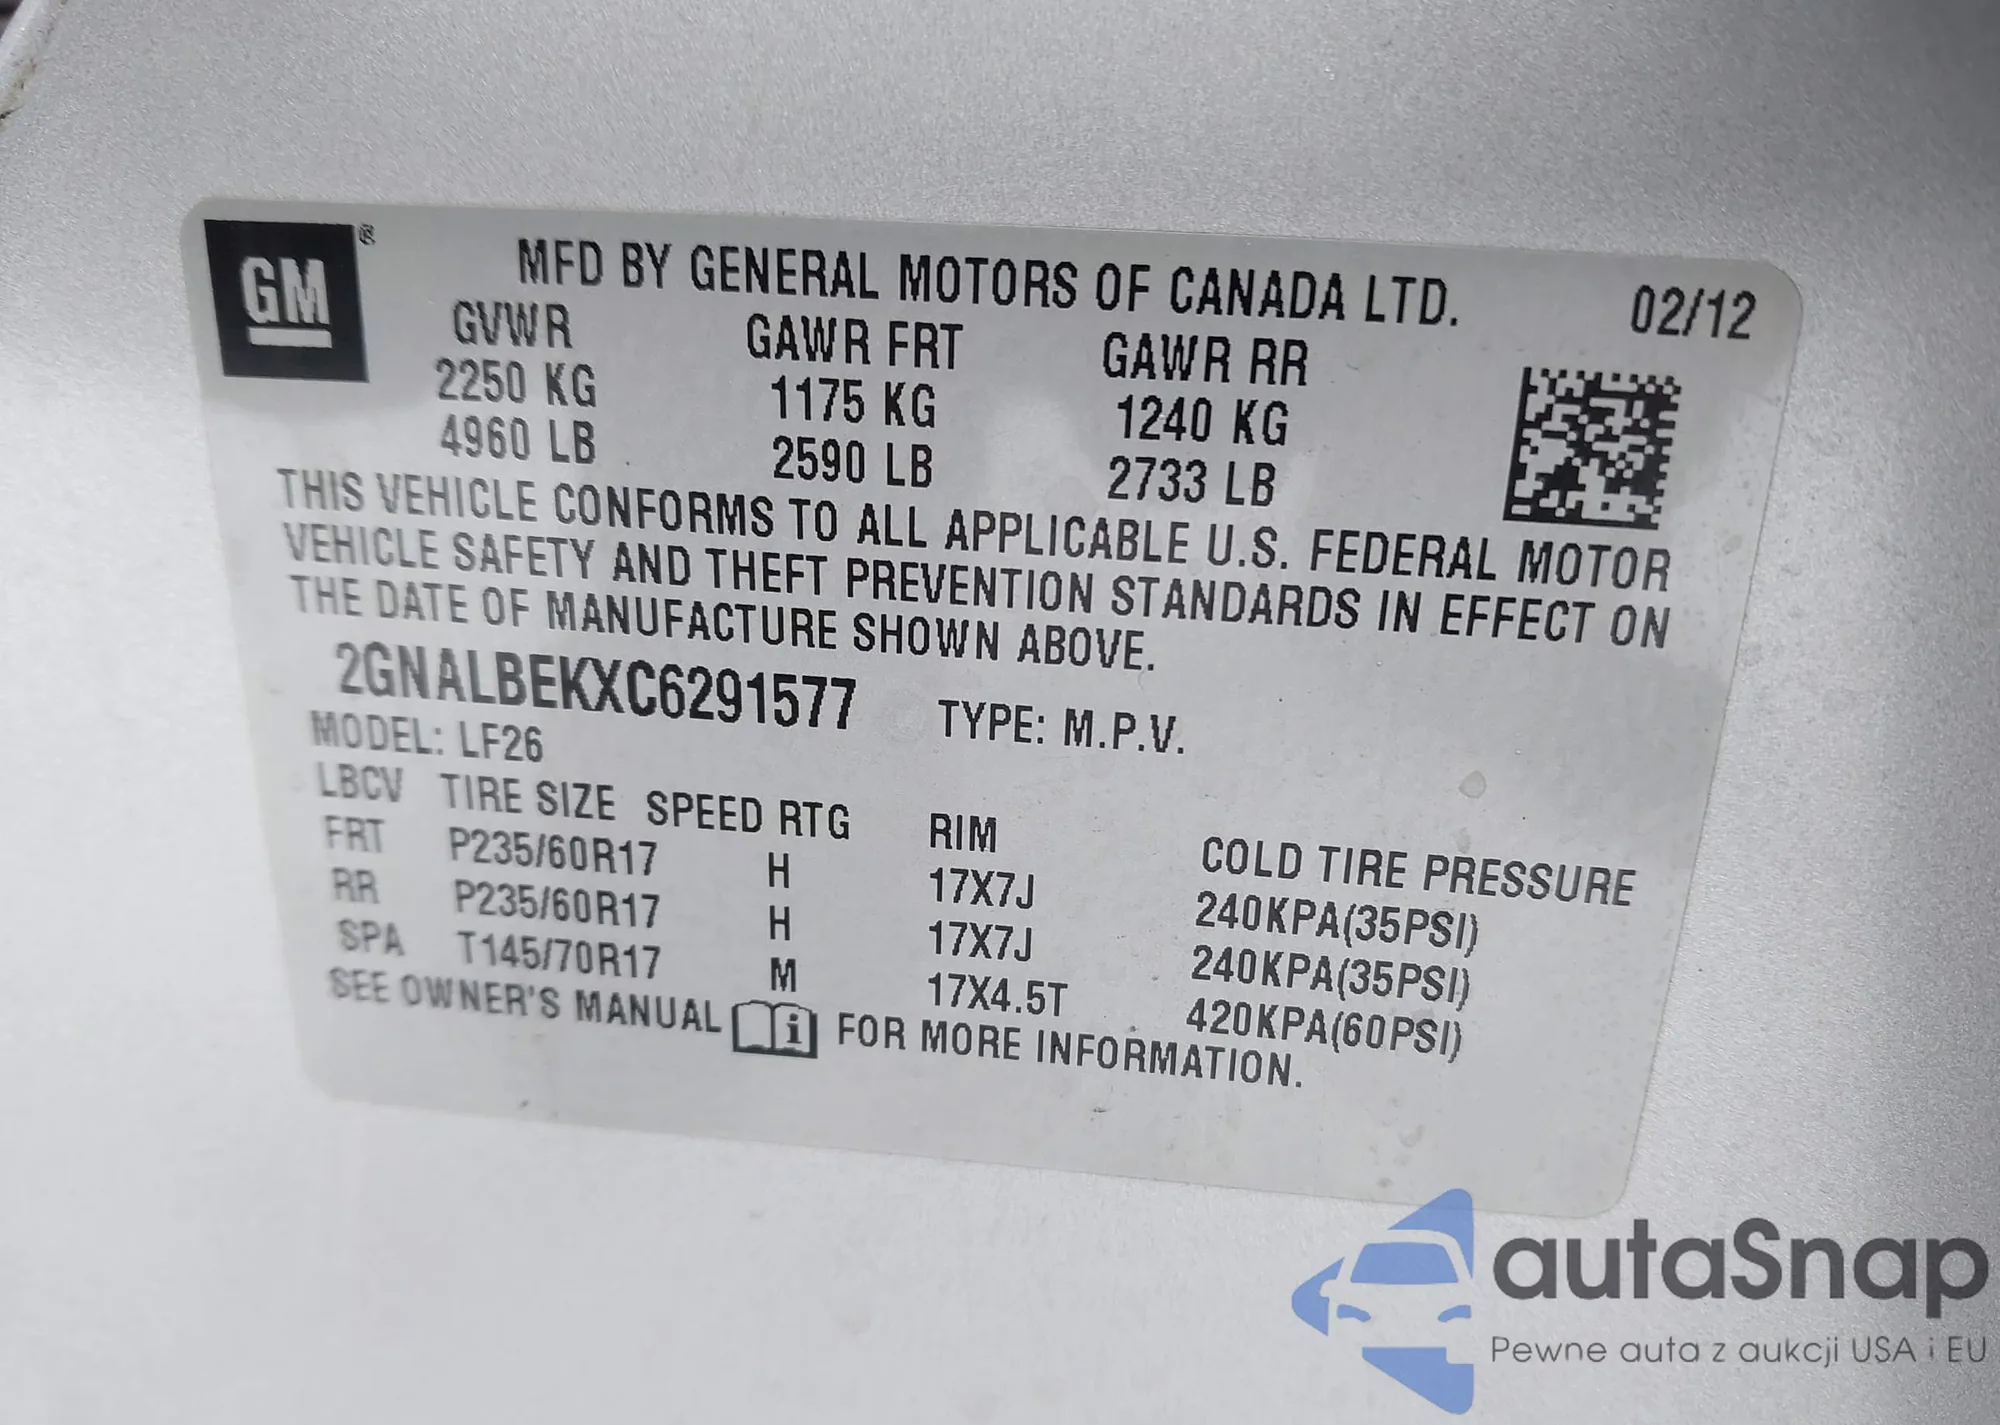 GM ®
MFD BY GENERAL MOTORS OF CANADA LTD. 02/12
GVWR GAWR FRT GAWR RR
2250 KG 1175 KG 1240 KG
4960 LB 2590 LB 2733 LB
THIS VEHICLE CONFORMS TO ALL APPLICABLE U.S. FEDERAL MOTOR
VEHICLE SAFETY AND THEFT PREVENTION STANDARDS IN EFFECT ON
THE DATE OF MANUFACTURE SHOWN ABOVE.
2GNALBEKXC6291577 TYPE: M.P.V.
MODEL: LF26
LBCV TIRE SIZE SPEED RTG RIM COLD TIRE PRESSURE
FRT P235/60R17 H 17X7J 240KPA(35PSI)
RR P235/60R17 H 17X7J 240KPA(35PSI)
SPA T145/70R17 M 17X4.5T 420KPA(60PSI)
SEE OWNER'S MANUAL i FOR MORE INFORMATION.
autaSnap
Pewne auta z aukcji USA i EU